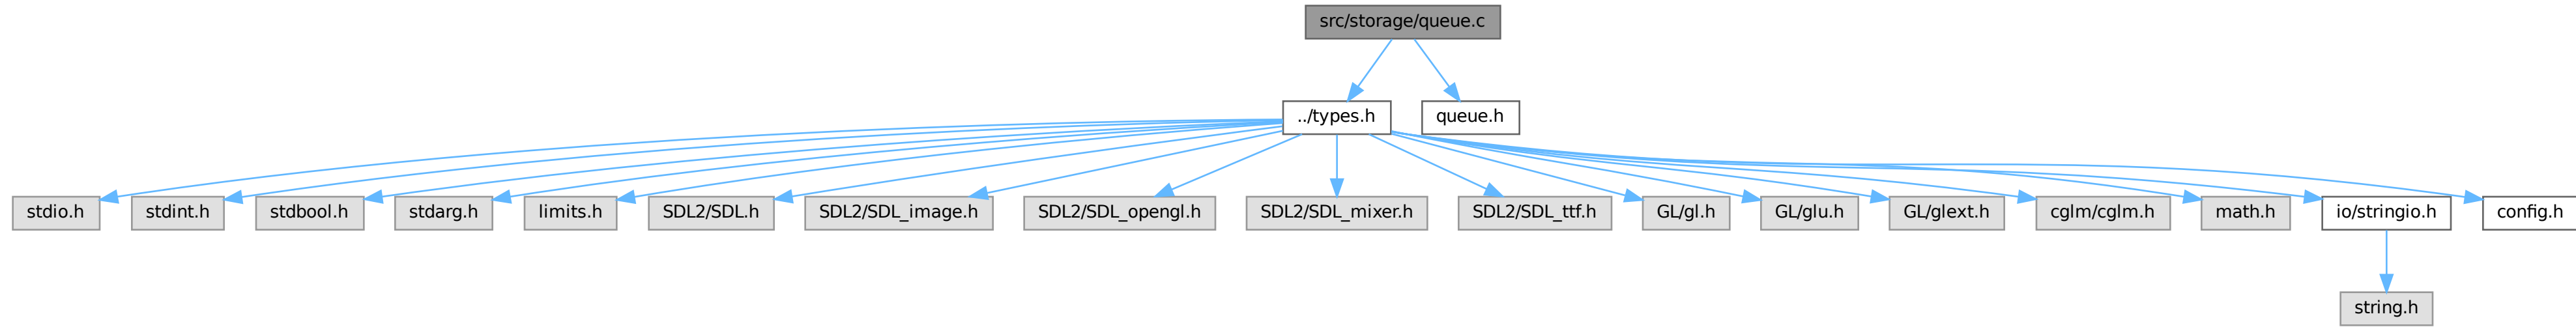 src/storage/queue.c
../types.h
queue.h
stdio.h
stdint.h
stdbool.h
stdarg.h
limits.h
SDL2/SDL.h
SDL2/SDL_image.h
SDL2/SDL_opengl.h
SDL2/SDL_mixer.h
SDL2/SDL_ttf.h
GL/gl.h
GL/glu.h
GL/glext.h
cglm/cglm.h
math.h
io/stringio.h
config.h
string.h